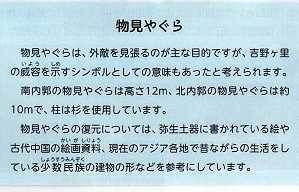 物見やぐら
物見やぐらは、外敵を見張るのが主な目的ですが、吉野ヶ里
の威容を示すシンボルとしての意味もあったと考えられます。
南内郭の物見やぐらは高さ12m、北内郭の物見やぐらは約
10mで、柱は杉を使用しています。
物見やぐらの復元については、弥生土器に書かれている絵や
古代中国の絵画資料、現在のアジア各地で昔ながらの生活をし
ている少数民族の建物の形などを参考にしています。